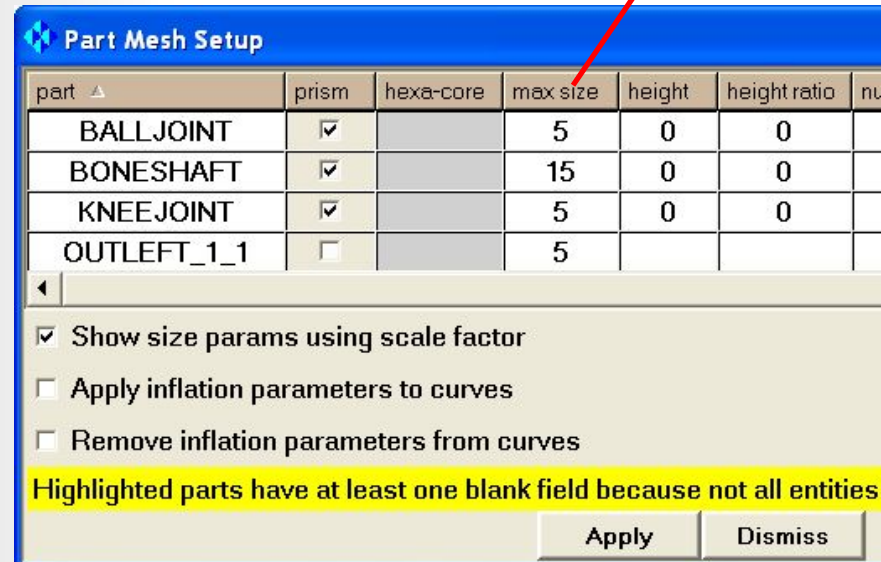 Part Mesh Setup
part prism hexa-core max size height height ratio
BALLJOINT 5 0 0
BONESHAFT 15 0 0
KNEEJOINT 5 0 0
OUTLEFT_1_1 5
Show size params using scale factor
Apply inflation parameters to curves
Remove inflation parameters from curves
Highlighted parts have at least one blank field because not all entities
Apply Dismiss